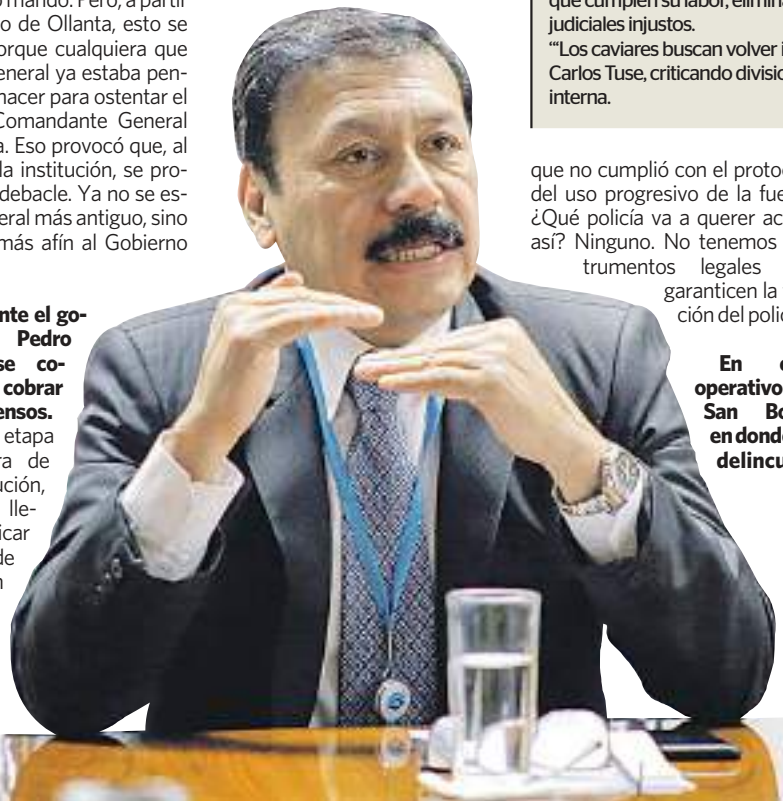 o mando. Pero, a partir
o de Ollanta, esto se
orque cualquiera que
eneral ya estaba pen-
hacer para ostentar el
Comandante General
a. Eso provocó que, al
la institución, se pro-
debacle. Ya no se es-
eral más antiguo, sino
más afín al Gobierno
nte el go-
Pedro
se co-
cobrar
ensos.
etapa
ra de
ución,
lle-
icar
de
que cumplen su labor, elimina
judiciales injustos.
"'Los caviares buscan volver i
Carlos Tuse, criticando divisió
interna.
que no cumplió con el protoc
del uso progresivo de la fue
¿Qué policía va a querer ac
así? Ninguno. No tenemos
trumentos legales
garanticen la
ción del polic
En
operativo
San Bo
en donde
delincu